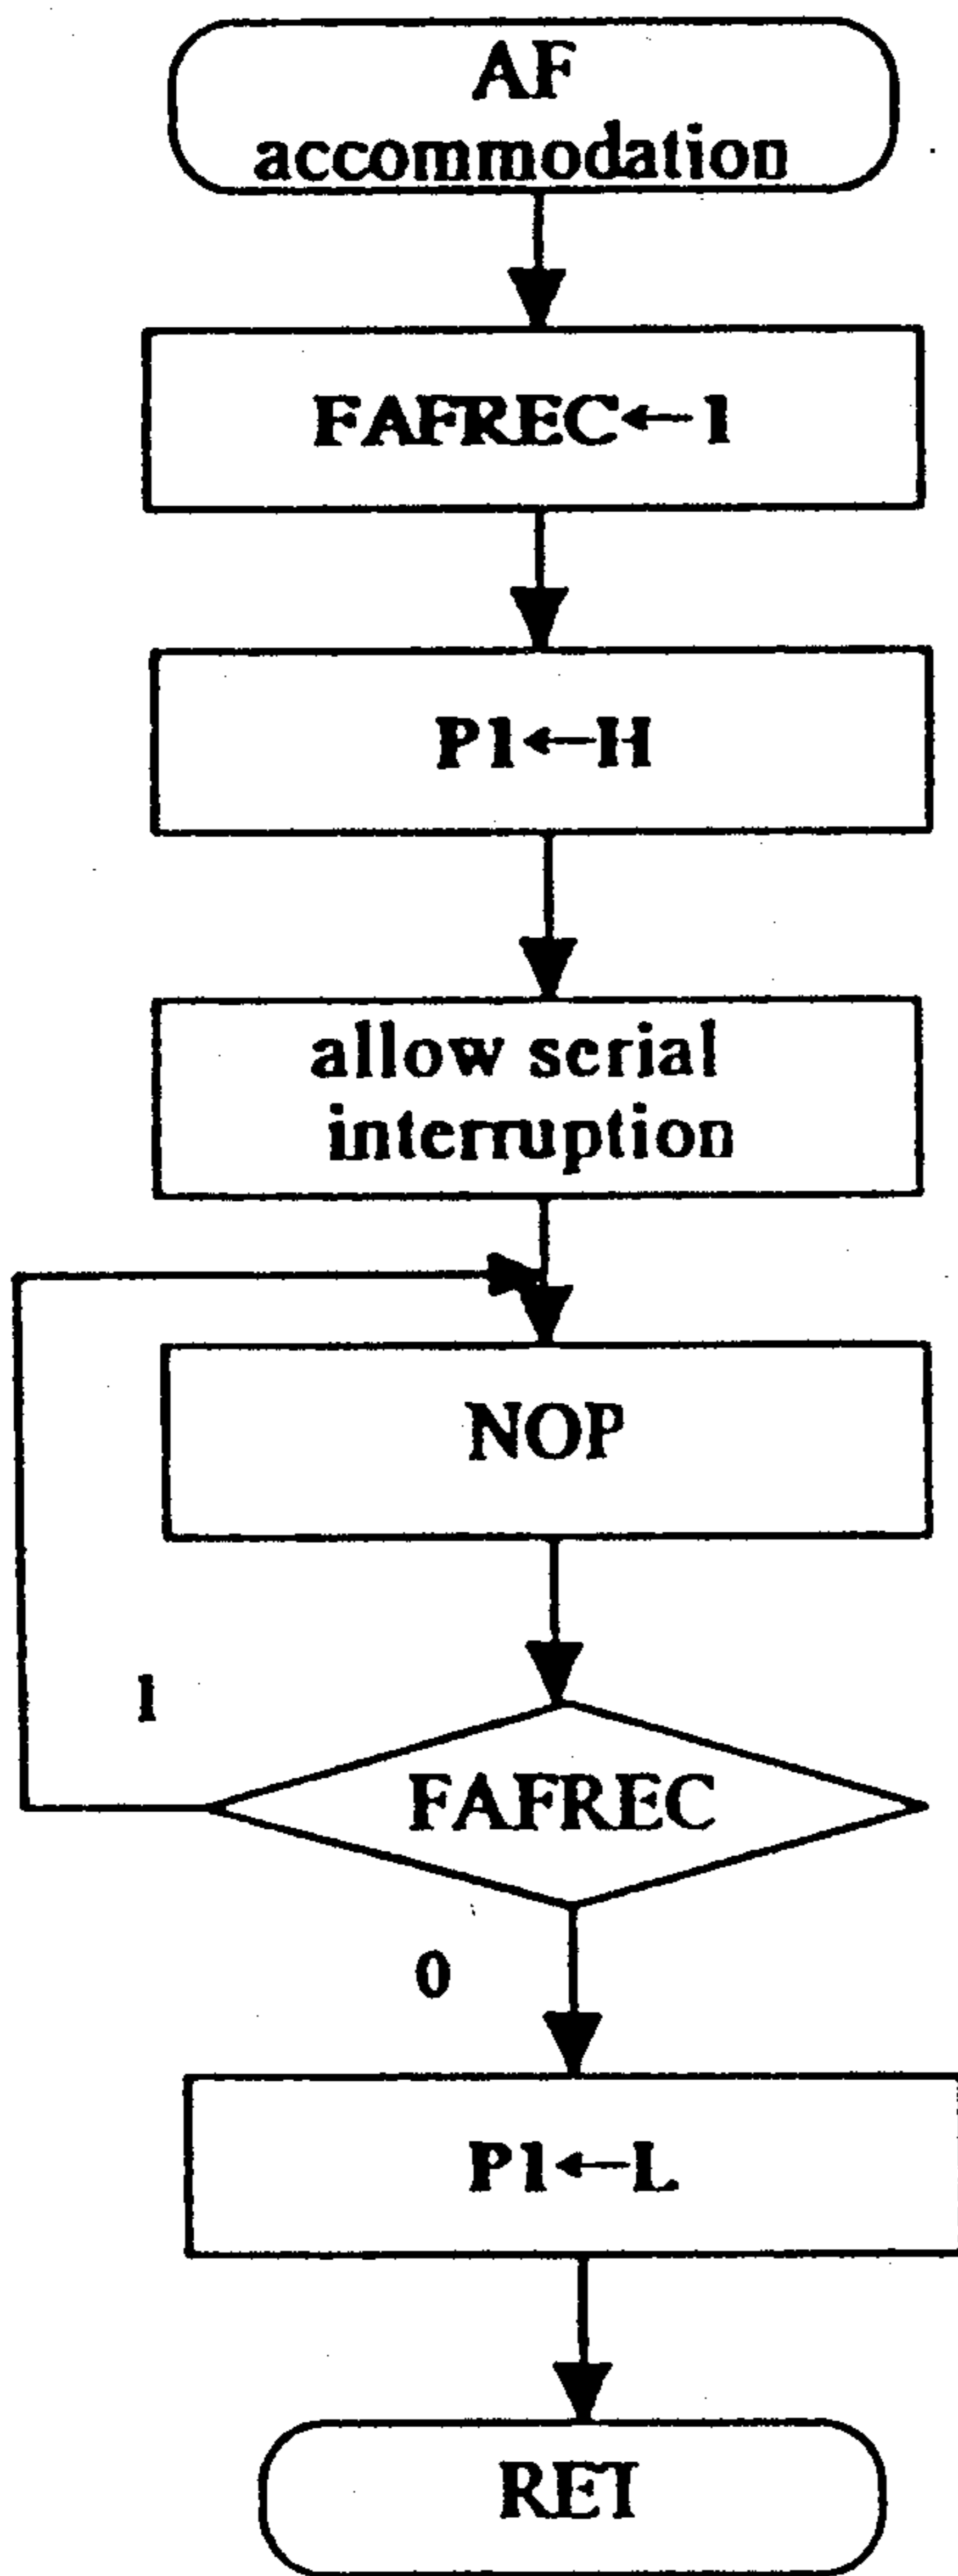 AF
accommodation
FAFREC←1
P1←H
allow serial
interruption
NOP
1
FAFREC
0
P1←L
RET